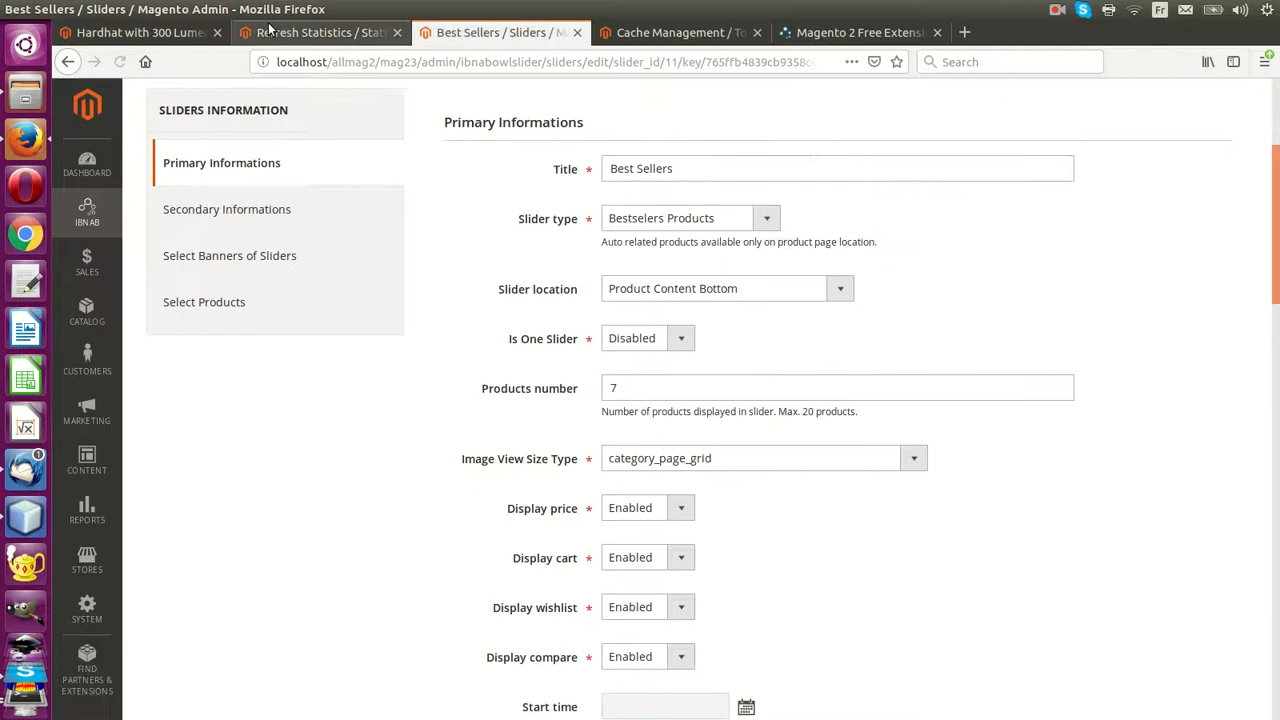 Best Sellers / Sliders / Magento Admin - Mozilla Firefox
Fr
Hardhat with 300 Lume
Refresh Statistics / Stati
Best Sellers / Sliders / M
Cache Management / To
Magento 2 Free Extensi
localhost/allmag2/mag23/admin/ibnabowlslider/sliders/edit/slider_id/11/key/765ffb4839cb9358c
Search
DASHBOARD
IBNAB
SALES
CATALOG
CUSTOMERS
MARKETING
CONTENT
REPORTS
STORES
SYSTEM
FIND
PARTNERS &
EXTENSIONS
1
SLIDERS INFORMATION
Primary Informations
Secondary Informations
Select Banners of Sliders
Select Products
Primary Informations
Title * Best Sellers
Slider type * Bestselers Products
Auto related products available only on product page location.
Slider location Product Content Bottom
Is One Slider * Disabled
Products number 7
Number of products displayed in slider. Max. 20 products.
Image View Size Type * category_page_grid
Display price * Enabled
Display cart * Enabled
Display wishlist * Enabled
Display compare * Enabled
Start time